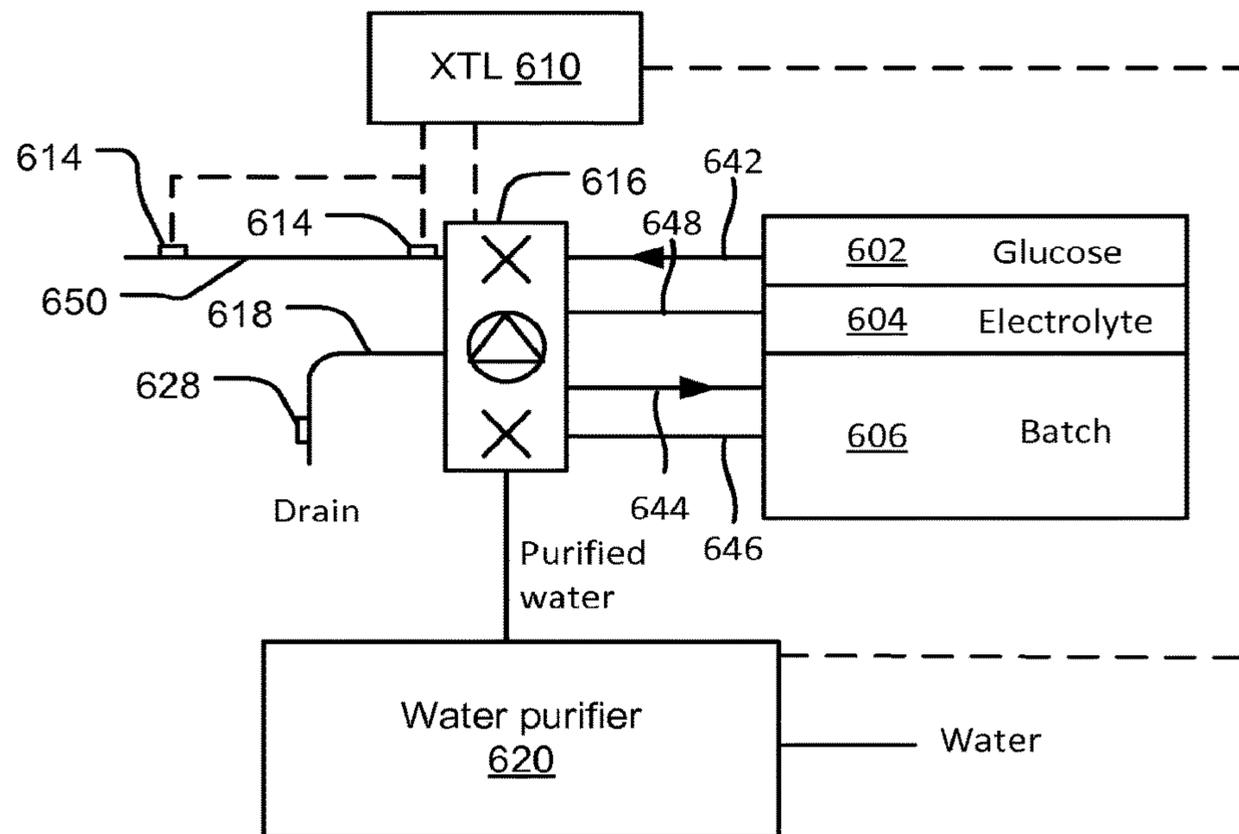 XTL 610
614
616
642
614
648
602 Glucose
650
618
604 Electrolyte
628
606 Batch
Drain
644
646
Purified
water
Water purifier
620
Water